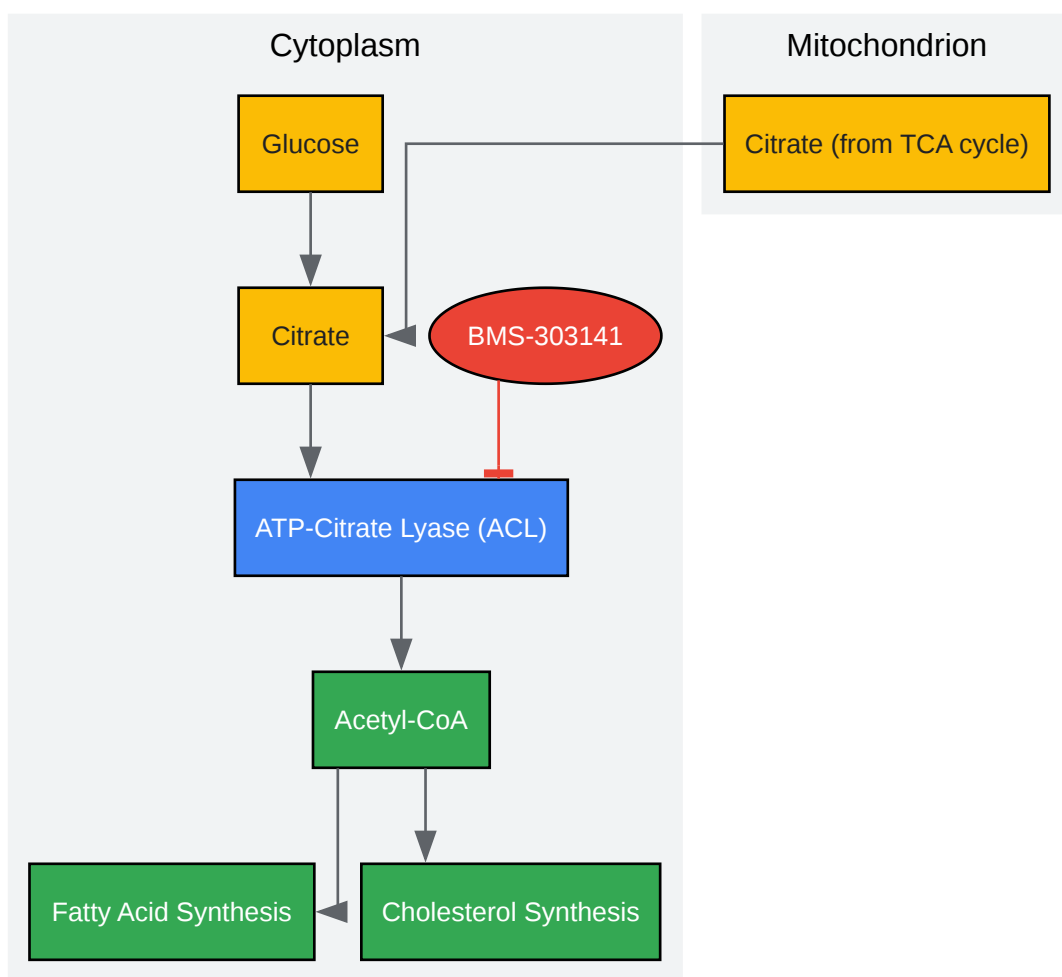 Cytoplasm
Mitochondrion
Glucose
Citrate (from TCA cycle)
Citrate
BMS-303141
ATP-Citrate Lyase (ACL)
Acetyl-CoA
Fatty Acid Synthesis
Cholesterol Synthesis